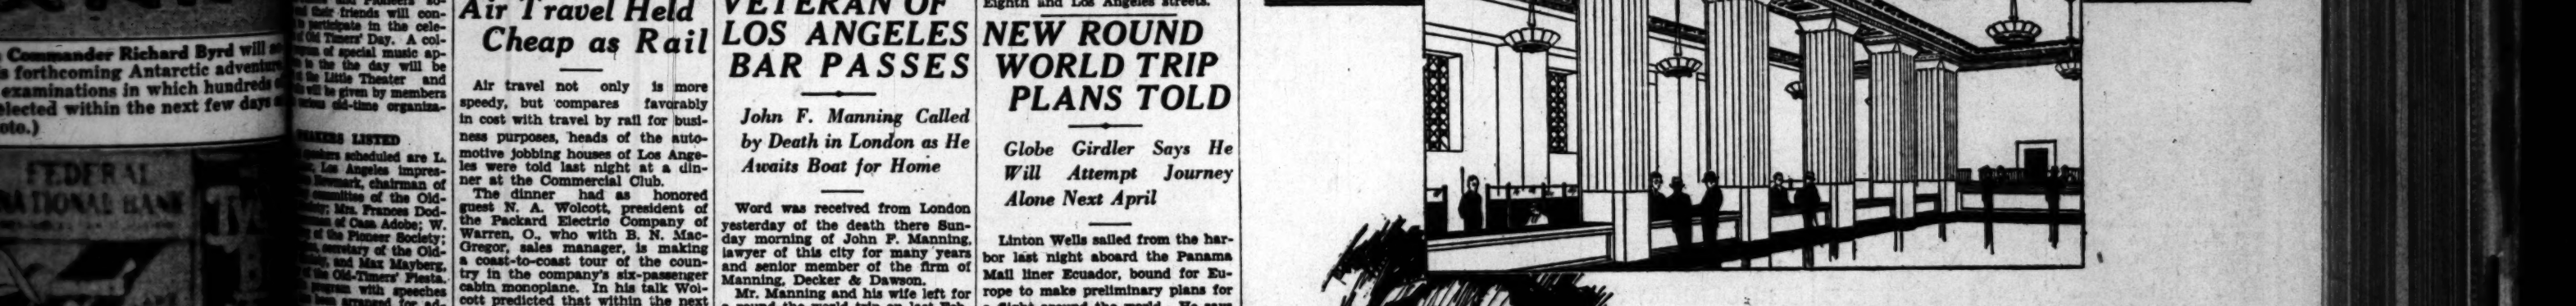 Commander Richard Byrd will
s forthcoming Antarctic adventure
examinations in which hundreds
elected within the next few days
oto.)
FEDERAL
NATIONAL BANK
their friends will con-
participate in the cele-
Old Timers' Day. A col-
of special music ap-
the day will be
the Little Theater and
will be given by members
old-time organiza-
LISTED
scheduled are L.
Los Angeles impres-
chairman of
committee of the Old-
Mrs. Frances Dod-
of Casa Adobe; W.
of the Pioneer Society;
secretary of the Old-
and Max Mayberg,
the Old-Timers' Fiesta.
program with speeches
been arranged for
Air Travel Held
Cheap as Rail
Air travel not only is more
speedy, but compares favorably
in cost with travel by rail for busi-
ness purposes, heads of the auto-
motive jobbing houses of Los Ange-
les were told last night at a din-
ner at the Commercial Club.
The dinner had as honored
guest N. A. Wolcott, president of
the Packard Electric Company of
Warren, O., who with B. N. Mac-
Gregor, sales manager, is making
a coast-to-coast tour of the coun-
try in the company's six-passenger
cabin monoplane. In his talk Wol-
cott predicted that within the next
VETERAN OF
LOS ANGELES
BAR PASSES
John F. Manning Called
by Death in London as He
Awaits Boat for Home
Word was received from London
yesterday of the death there Sun-
day morning of John F. Manning,
lawyer of this city for many years
and senior member of the firm of
Manning, Decker & Dawson.
Mr. Manning and his wife left for
Eighth and Los Angeles streets.
NEW ROUND
WORLD TRIP
PLANS TOLD
Globe Girdler Says He
Will Attempt Journey
Alone Next April
Linton Wells sailed from the har-
bor last night aboard the Panama
Mail liner Ecuador, bound for Eu-
rope to make preliminary plans for